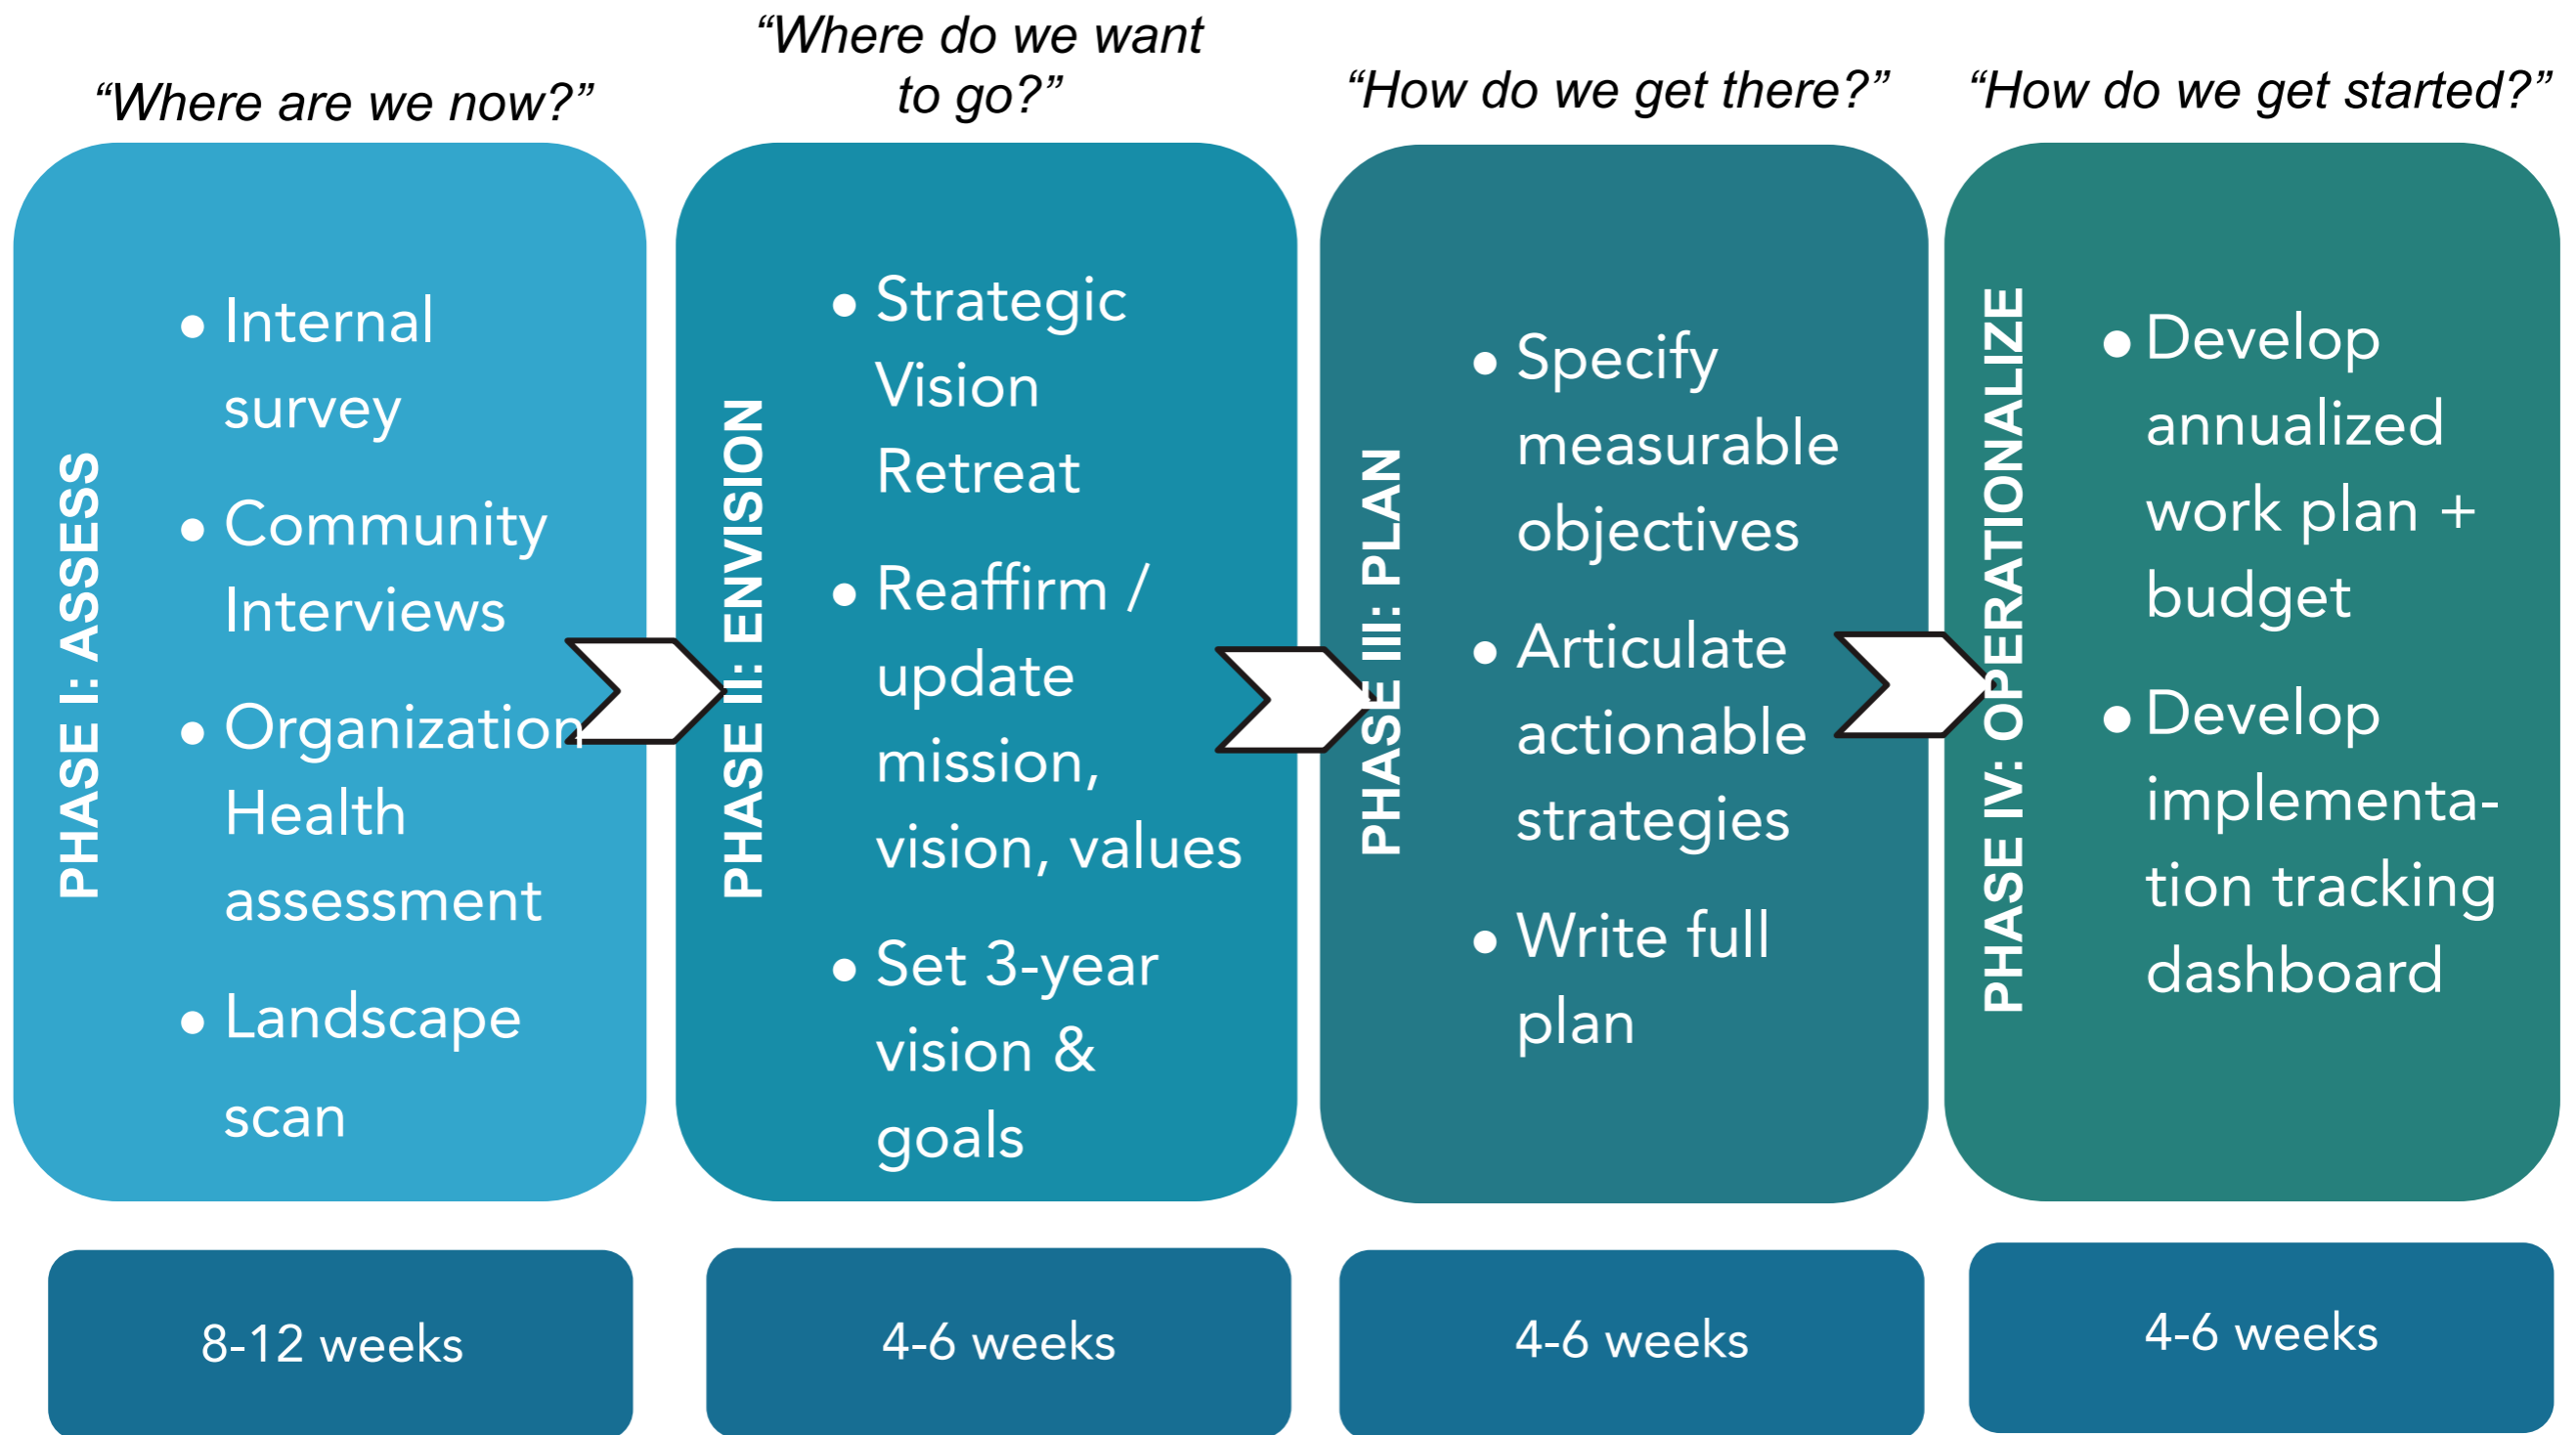 “Where are we now?”
“Where do we want
to go?”
“How do we get there?”
“How do we get started?”
PHASE I: ASSESS
● Internal
survey
● Community
Interviews
● Organization
Health
assessment
● Landscape
scan
PHASE II: ENVISION
● Strategic
Vision
Retreat
● Reaffirm /
update
mission,
vision, values
● Set 3-year
vision &
goals
PHASE III: PLAN
● Specify
measurable
objectives
● Articulate
actionable
strategies
● Write full
plan
PHASE IV: OPERATIONALIZE
● Develop
annualized
work plan +
budget
● Develop
implementa-
tion tracking
dashboard
8-12 weeks
4-6 weeks
4-6 weeks
4-6 weeks